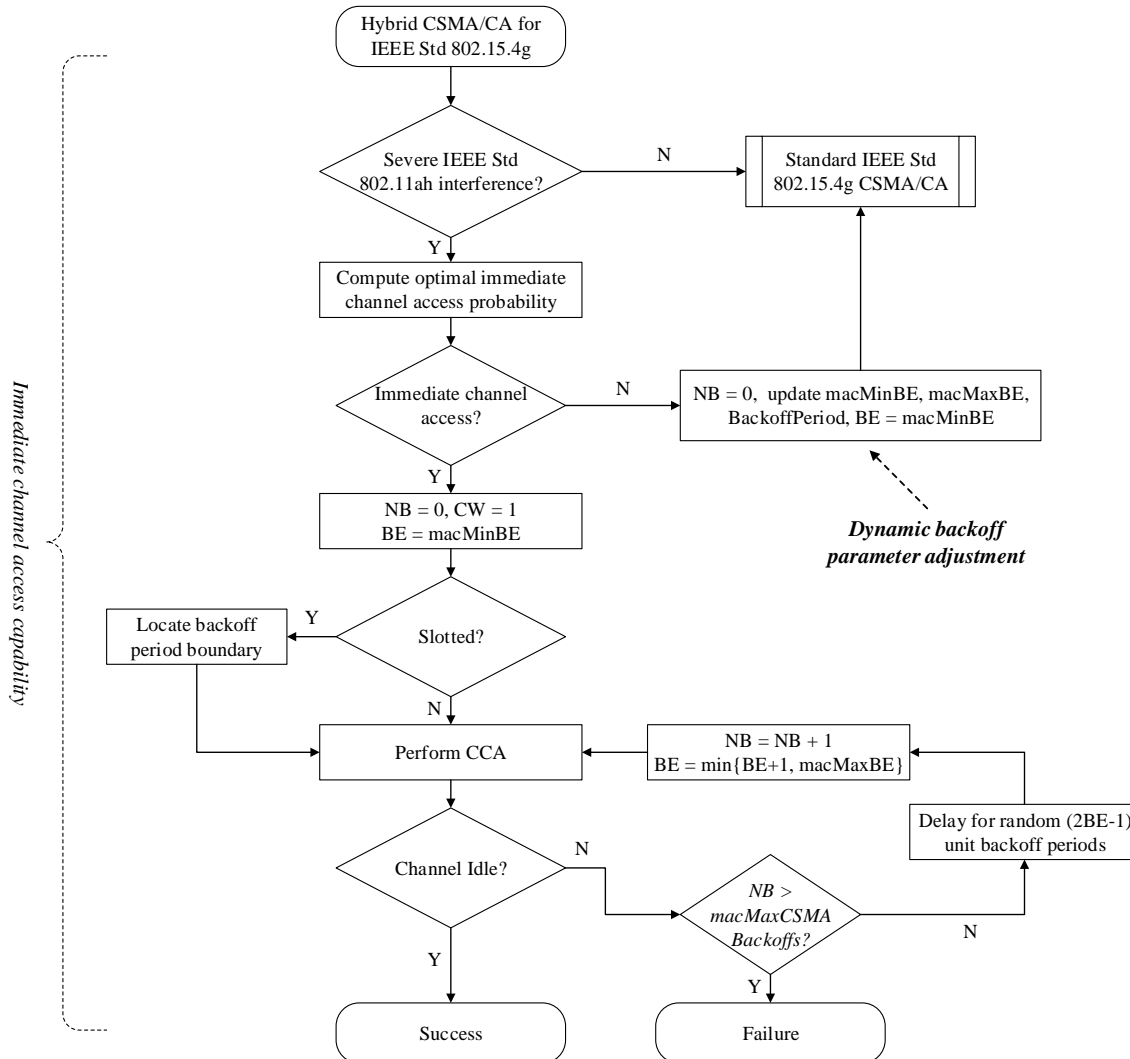 Hybrid CSMA/CA for
IEEE Std 802.15.4g
Severe IEEE Std
802.11ah interference?
N
Standard IEEE Std
802.15.4g CSMA/CA
Y
Compute optimal immediate
channel access probability
Immediate channel
access?
N
NB = 0, update macMinBE, macMaxBE,
BackoffPeriod, BE = macMinBE
Y
Dynamic backoff
parameter adjustment
NB = 0, CW = 1
BE = macMinBE
Immediate channel access capability
Slotted?
Y
Locate backoff
period boundary
N
Perform CCA
NB = NB + 1
BE = min{BE+1, macMaxBE}
Delay for random (2BE-1)
unit backoff periods
Channel Idle?
N
NB >
macMaxCSMA
Backoffs?
N
Y
Y
Success
Failure